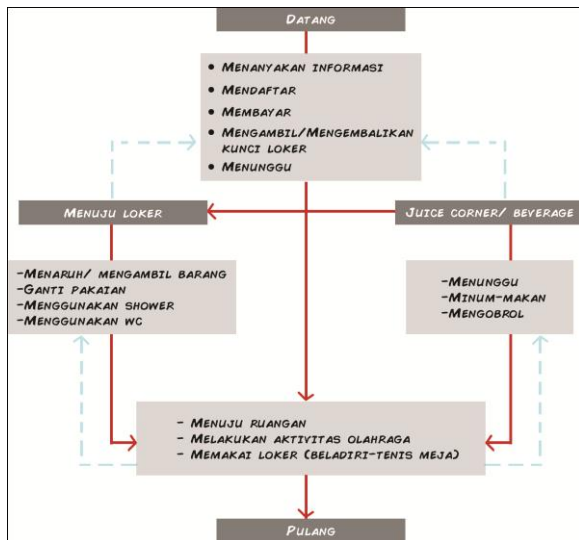 DATANG
• MENANYAKAN INFORMASI
• MENDAFTAR
• MEMBAYAR
• MENGAMBIL/MENGEMBALIKAN
KUNCI LOKER
• MENUNGGU
MENUJU LOKER
JUICE CORNER/ BEVERAGE
-MENARUH/ MENGAMBIL BARANG
-GANTI PAKAIAN
-MENGGUNAKAN SHOWER
-MENGGUNAKAN WC
-MENUNGGU
-MINUM-MAKAN
-MENGOBROL
- MENUJU RUANGAN
- MELAKUKAN AKTIVITAS OLAHRAGA
- MEMAKAI LOKER (BELADIRI-TENIS MEJA)
PULANG